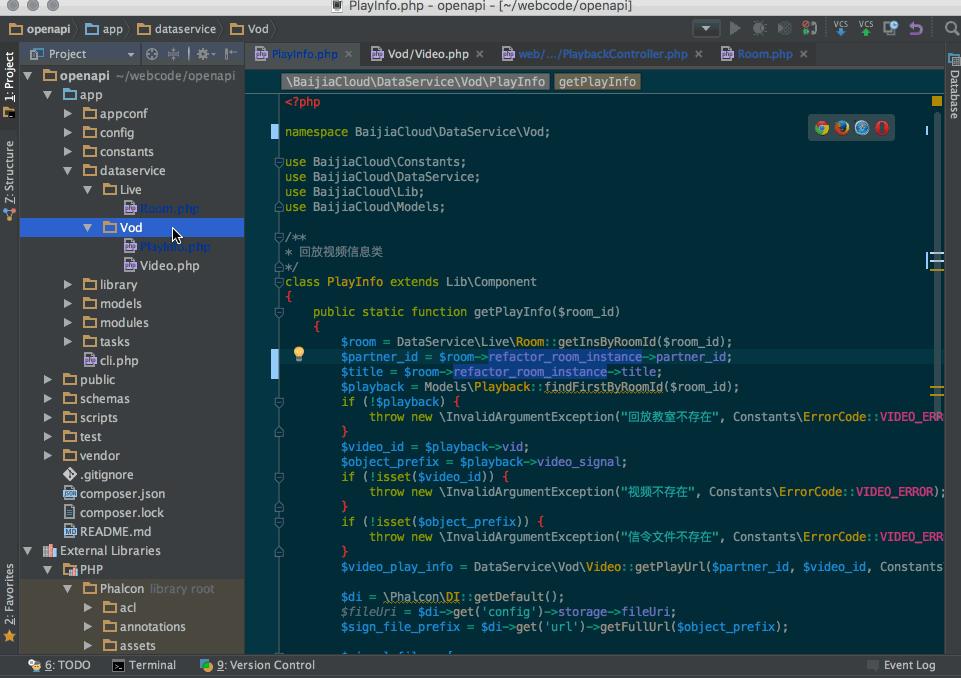 PlayInfo.php - openapi - [~/webcode/openapi]
openapi app dataservice Vod
VCS VCS
Project
PlayInfo.php Vod/Video.php web/.../PlaybackController.php Room.php
1: Project
Z: Structure
2: Favorites
Database
openapi ~/webcode/openapi
app
appconf
config
constants
dataservice
Live
Room.php
Vod
PlayInfo.php
Video.php
library
models
modules
tasks
cli.php
public
schemas
scripts
test
vendor
.gitignore
composer.json
composer.lock
README.md
External Libraries
PHP
Phalcon library root
acl
annotations
assets
\BaijiaCloud\DataService\Vod\PlayInfo getPlayInfo
<?php
namespace BaijiaCloud\DataService\Vod;
use BaijiaCloud\Constants;
use BaijiaCloud\DataService;
use BaijiaCloud\Lib;
use BaijiaCloud\Models;
/**
* 回放视频信息类
*/
class PlayInfo extends Lib\Component
{
public static function getPlayInfo($room_id)
{
$room = DataService\Live\Room::getInsByRoomId($room_id);
$partner_id = $room->refactor_room_instance->partner_id;
$title = $room->refactor_room_instance->title;
$playback = Models\Playback::findFirstByRoomId($room_id);
if (!$playback) {
throw new \InvalidArgumentException("回放教室不存在", Constants\ErrorCode::VIDEO_ERR
}
$video_id = $playback->vid;
$object_prefix = $playback->video_signal;
if (!isset($video_id)) {
throw new \InvalidArgumentException("视频不存在", Constants\ErrorCode::VIDEO_ERROR);
}
if (!isset($object_prefix)) {
throw new \InvalidArgumentException("信令文件不存在", Constants\ErrorCode::VIDEO_ERR
}
$video_play_info = DataService\Vod\Video::getPlayUrl($partner_id, $video_id, Constants
$di = \Phalcon\DI::getDefault();
$fileUri = $di->get('config')->storage->fileUri;
$sign_file_prefix = $di->get('url')->getFullUrl($object_prefix);
6: TODO Terminal 9: Version Control Event Log